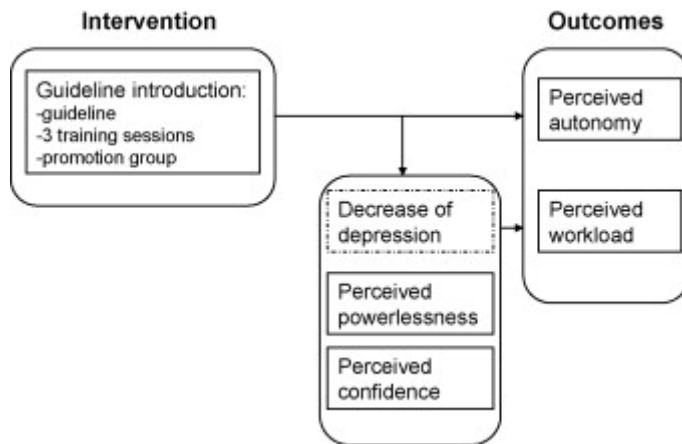 Intervention
Outcomes
Guideline introduction:
-guideline
-3 training sessions
-promotion group
Perceived
autonomy
Perceived
workload
Decrease of
depression
Perceived
powerlessness
Perceived
confidence